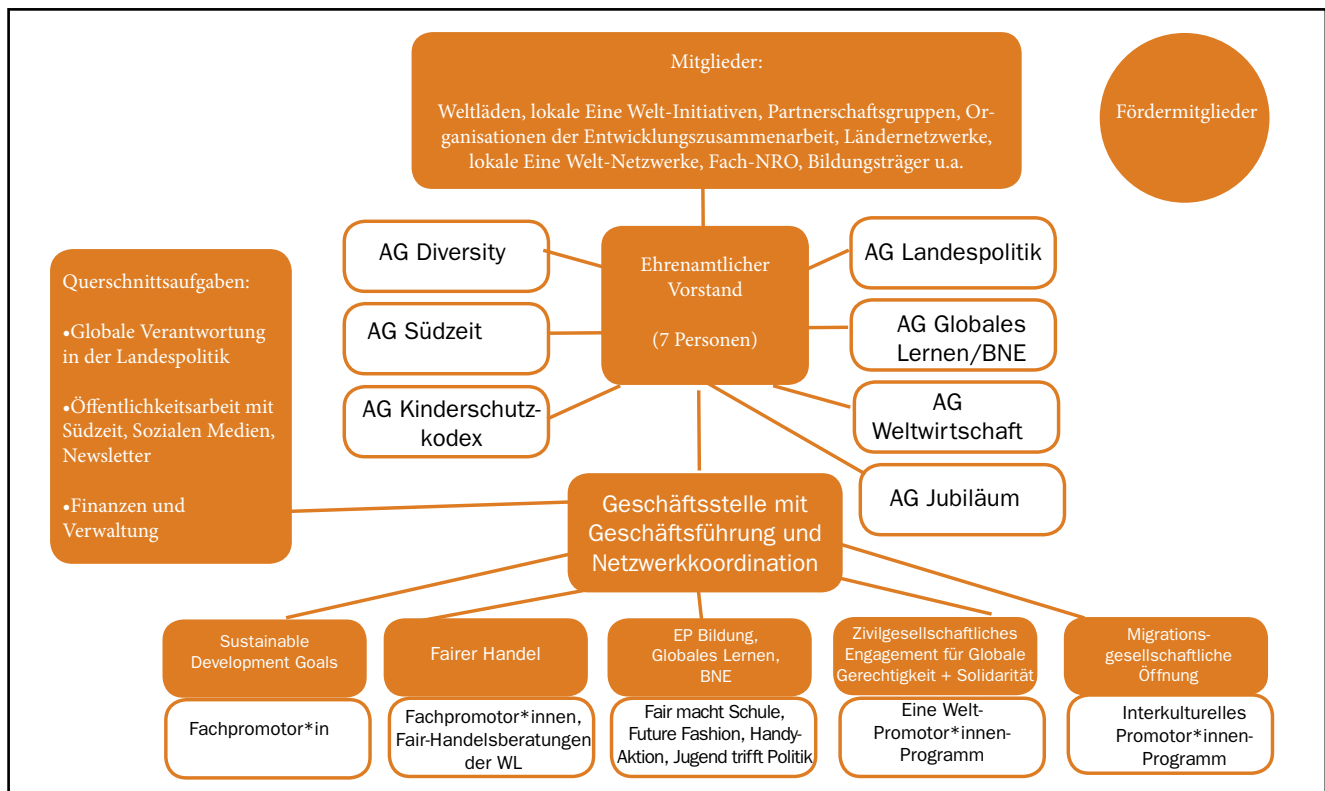 Mitglieder:
Weltläden, lokale Eine Welt-Initiativen, Partnerschaftsgruppen, Or-
ganisationen der Entwicklungszusammenarbeit, Ländernetzwerke,
lokale Eine Welt-Netzwerke, Fach-NRO, Bildungsträger u.a.
Fördermitglieder
Querschnittsaufgaben:
•Globale Verantwortung
in der Landespolitik
•Öffentlichkeitsarbeit mit
Südzeit, Sozialen Medien,
Newsletter
•Finanzen und
Verwaltung
AG Diversity
AG Südzeit
AG Kinderschutz-
kodex
Ehrenamtlicher
Vorstand
(7 Personen)
AG Landespolitik
AG Globales
Lernen/BNE
AG
Weltwirtschaft
AG Jubiläum
Geschäftsstelle mit
Geschäftsführung und
Netzwerkkoordination
Sustainable
Development Goals
Fachpromotor*in
Fairer Handel
Fachpromotor*innen,
Fair-Handelsberatungen
der WL
EP Bildung,
Globales Lernen,
BNE
Fair macht Schule,
Future Fashion, Handy-
Aktion, Jugend trifft Politik
Zivilgesellschaftliches
Engagement für Globale
Gerechtigkeit + Solidarität
Eine Welt-
Promotor*innen-
Programm
Migrations-
gesellschaftliche
Öffnung
Interkulturelles
Promotor*innen-
Programm